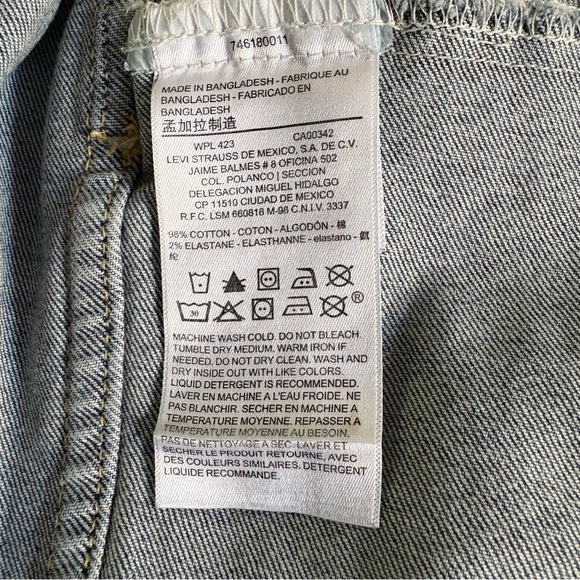 746180011
MADE IN BANGLADESH - FABRIQUE AU
BANGLADESH - FABRICADO EN
BANGLADESH
孟加拉制造
WPL 423 CA00342
LEVI STRAUSS DE MEXICO, S.A. DE C.V.
JAIME BALMES # 8 OFICINA 502
COL. POLANCO | SECCION
DELEGACION MIGUEL HIDALGO
CP 11510 CIUDAD DE MEXICO
R.F.C. LSM 660818 M-98 C.N.I.V. 3337
98% COTTON - COTON - ALGODÓN - 棉
2% ELASTANE - ELASTHANNE - elastano - 氨
纶
30
®
MACHINE WASH COLD. DO NOT BLEACH
TUMBLE DRY MEDIUM. WARM IRON IF
NEEDED. DO NOT DRY CLEAN. WASH AND
DRY INSIDE OUT WITH LIKE COLORS.
LIQUID DETERGENT IS RECOMMENDED.
LAVER EN MACHINE A L'EAU FROIDE. NE
PAS BLANCHIR. SECHER EN MACHINE A
TEMPERATURE MOYENNE. REPASSER A
TEMPERATURE MOYENNE AU BESOIN.
PAS DE NETTOYAGE A SEC. LAVER ET
SECHER LE PRODUIT RETOURNE, AVEC
DES COULEURS SIMILAIRES. DETERGENT
LIQUIDE RECOMMANDE.